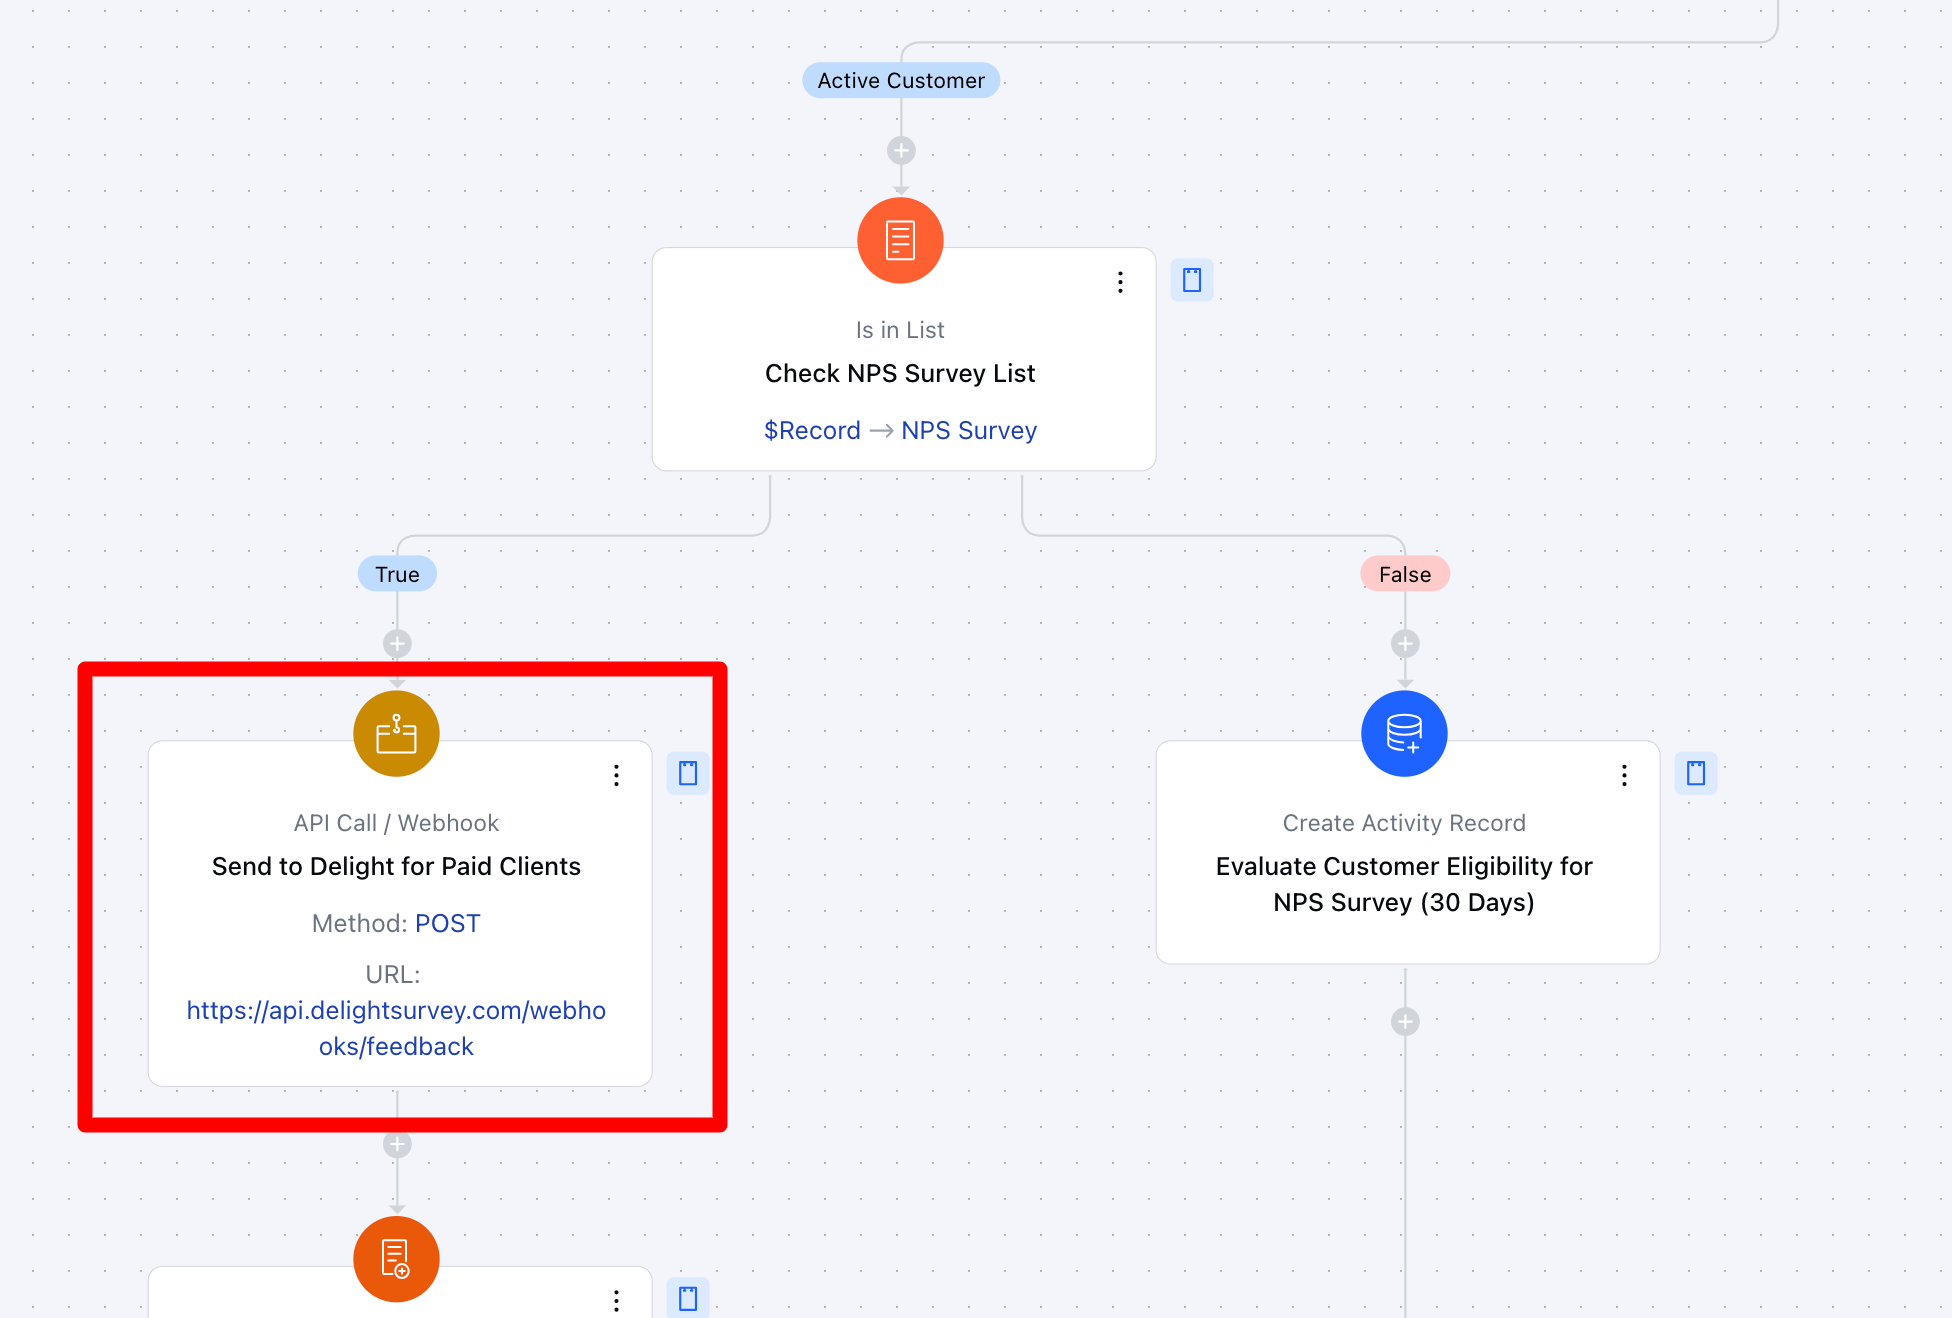 Active Customer
Is in List
Check NPS Survey List
$Record → NPS Survey
True
False
API Call / Webhook
Send to Delight for Paid Clients
Method: POST
URL:
https://api.delightsurvey.com/webho
oks/feedback
Create Activity Record
Evaluate Customer Eligibility for
NPS Survey (30 Days)